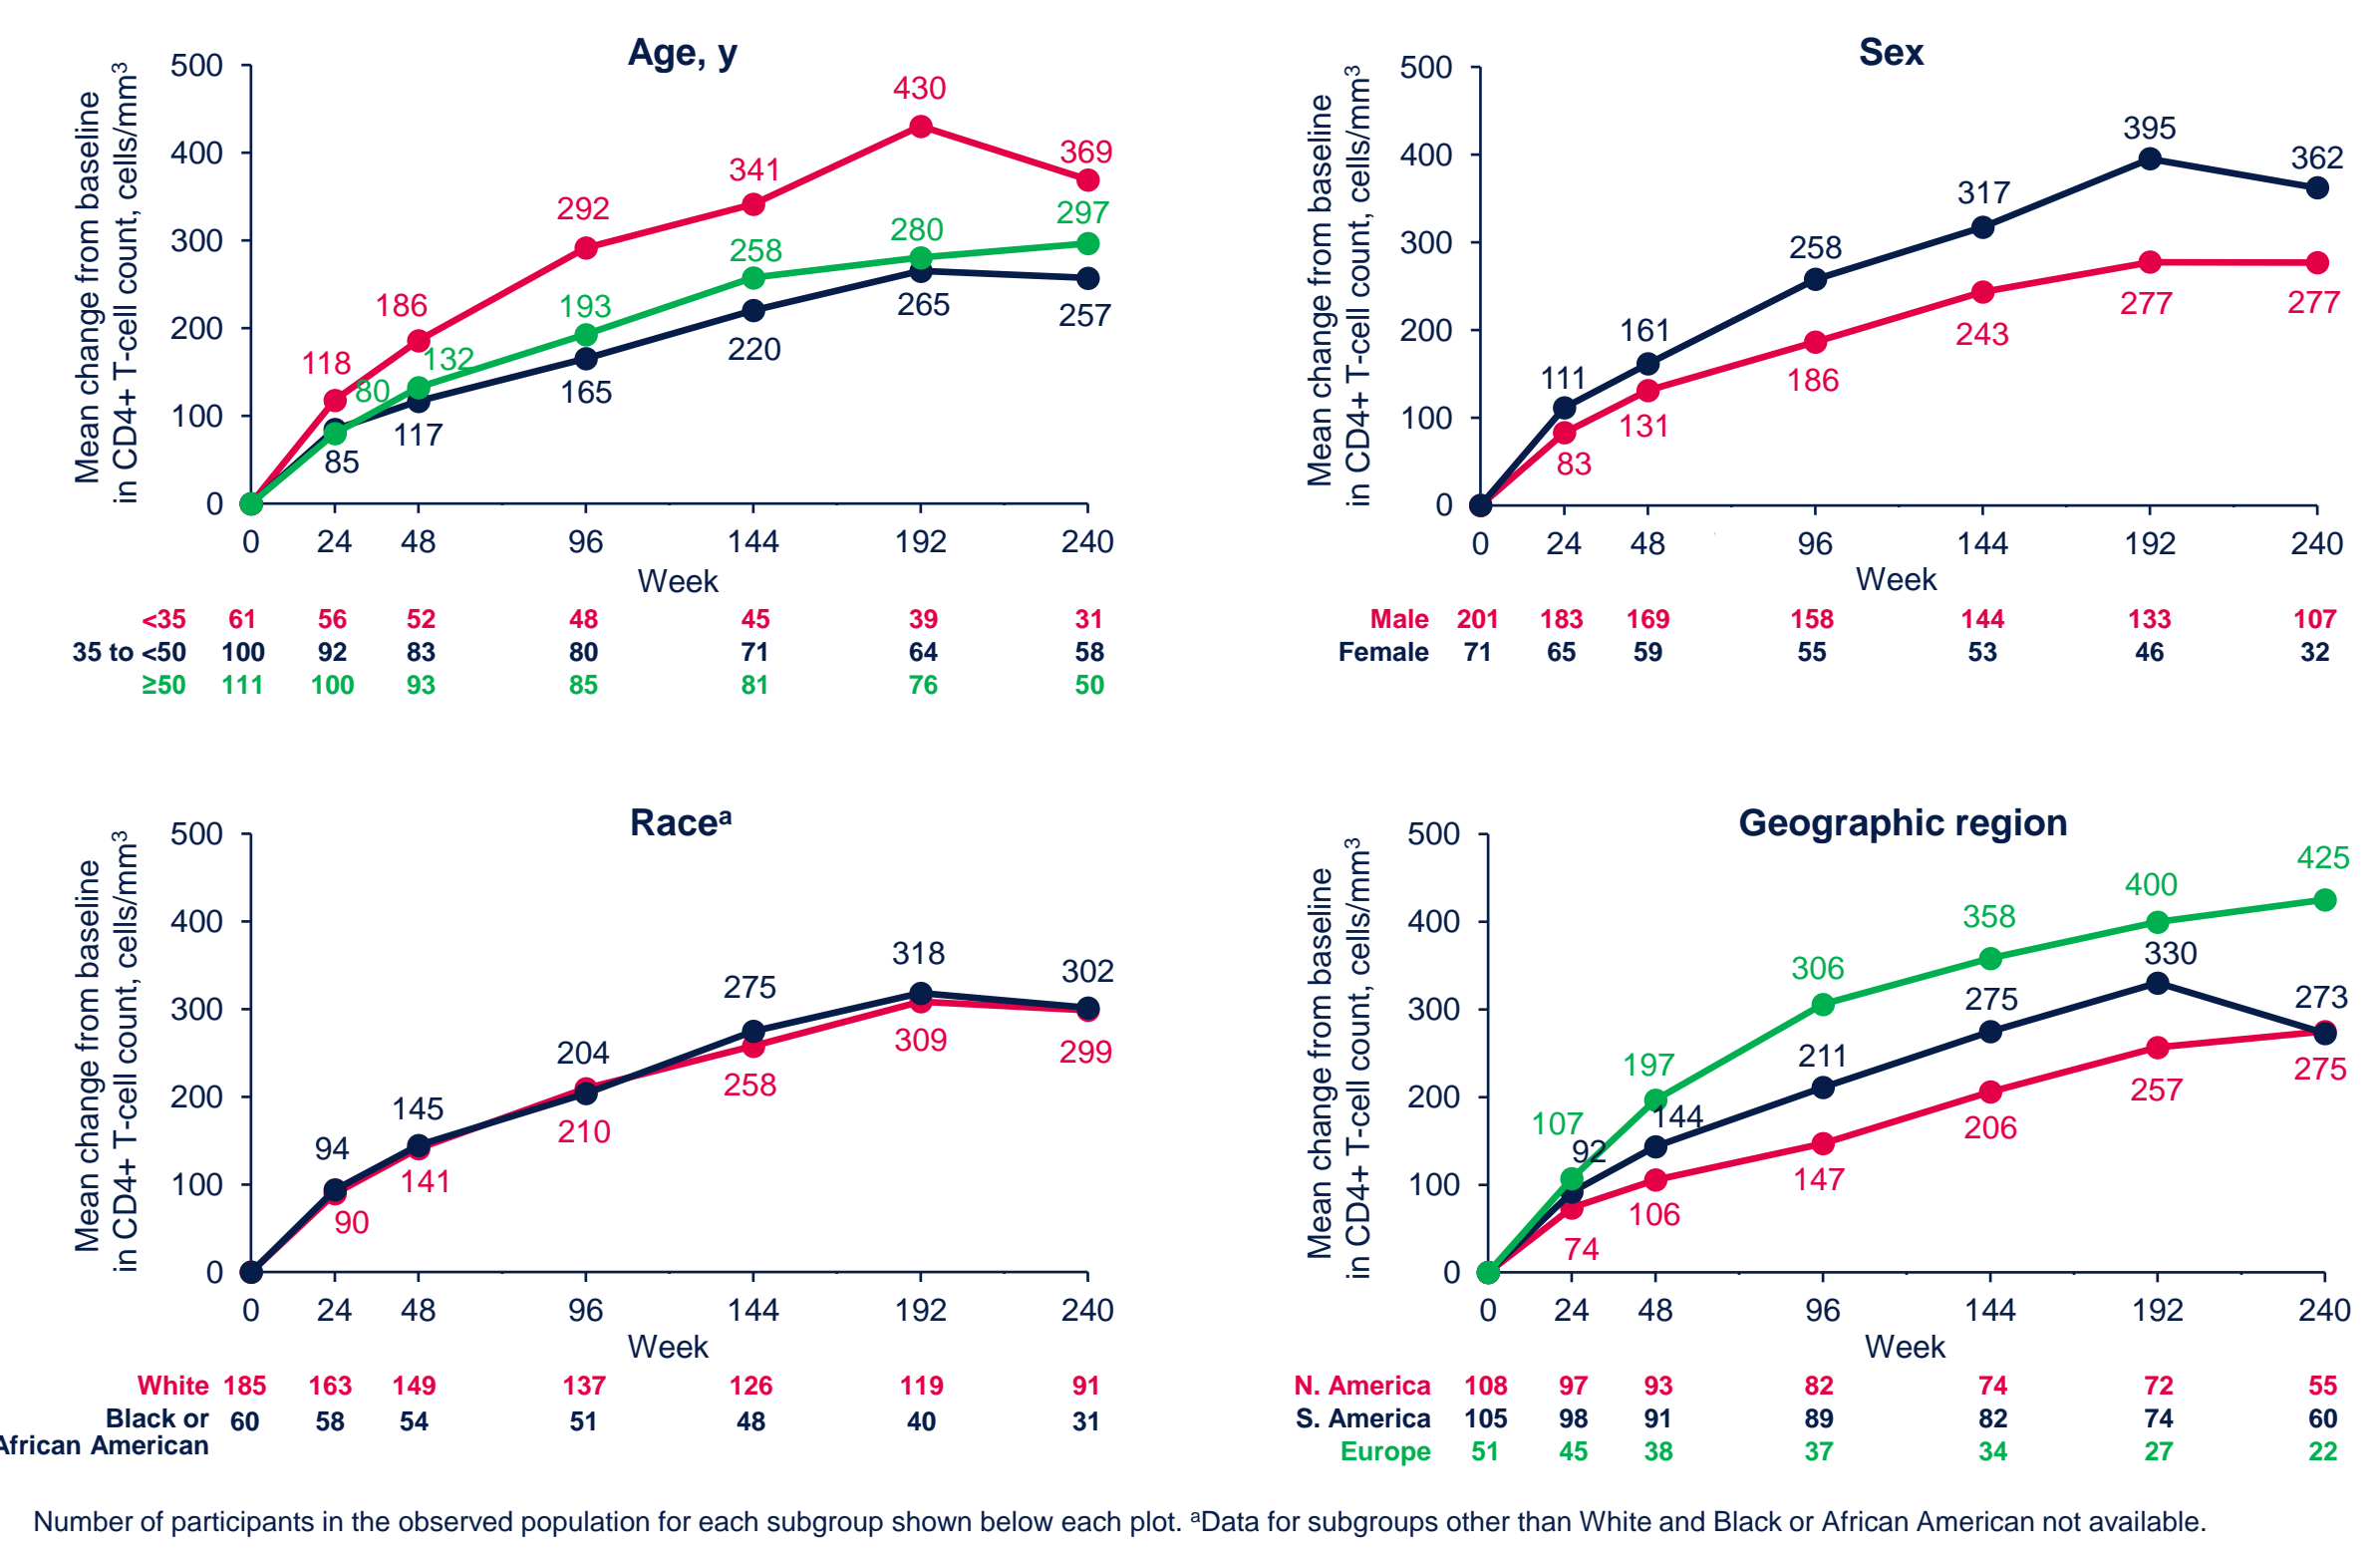 Age, y
Mean change from baseline
in CD4+ T-cell count, cells/mm³
500
400
300
200
100
0
118
186
292
341
430
369
80
132
193
258
280
297
85
117
165
220
265
257
0 24 48 96 144 192 240
Week
<35 61 56 52 48 45 39 31
35 to <50 100 92 83 80 71 64 58
≥50 111 100 93 85 81 76 50
Sex
Mean change from baseline
in CD4+ T-cell count, cells/mm³
500
400
300
200
100
0
111
161
258
317
395
362
83
131
186
243
277
277
0 24 48 96 144 192 240
Week
Male 201 183 169 158 144 133 107
Female 71 65 59 55 53 46 32
Raceᵃ
Mean change from baseline
in CD4+ T-cell count, cells/mm³
500
400
300
200
100
0
94
145
204
275
318
302
90
141
210
258
309
299
0 24 48 96 144 192 240
Week
White 185 163 149 137 126 119 91
Black or
African American 60 58 54 51 48 40 31
Geographic region
Mean change from baseline
in CD4+ T-cell count, cells/mm³
500
400
300
200
100
0
107
197
306
358
400
425
92
144
211
275
330
273
74
106
147
206
257
275
0 24 48 96 144 192 240
Week
N. America 108 97 93 82 74 72 55
S. America 105 98 91 89 82 74 60
Europe 51 45 38 37 34 27 22
Number of participants in the observed population for each subgroup shown below each plot. ᵃData for subgroups other than White and Black or African American not available.